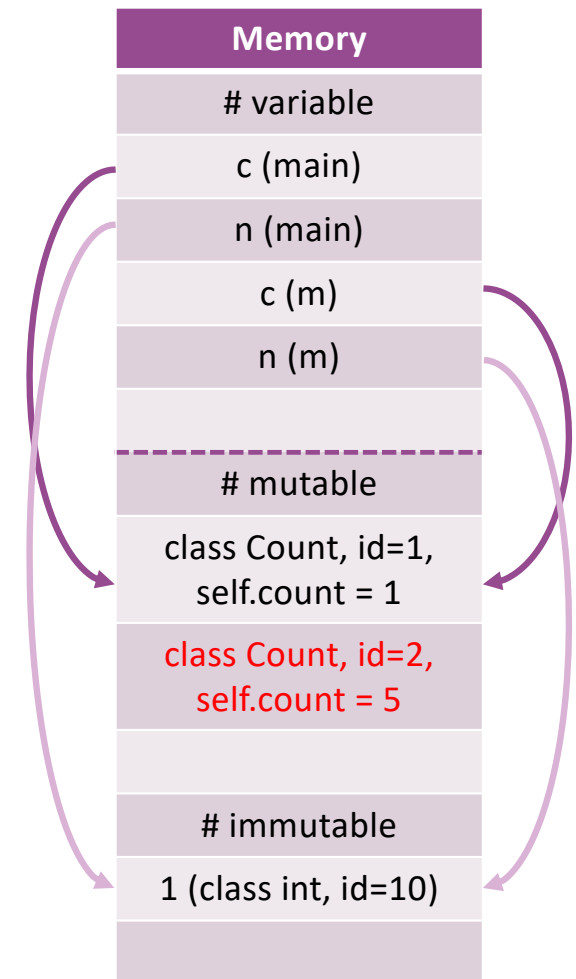 Memory
# variable
c (main)
n (main)
c (m)
n (m)
# mutable
class Count, id=1,
self.count = 1
class Count, id=2,
self.count = 5
# immutable
1 (class int, id=10)